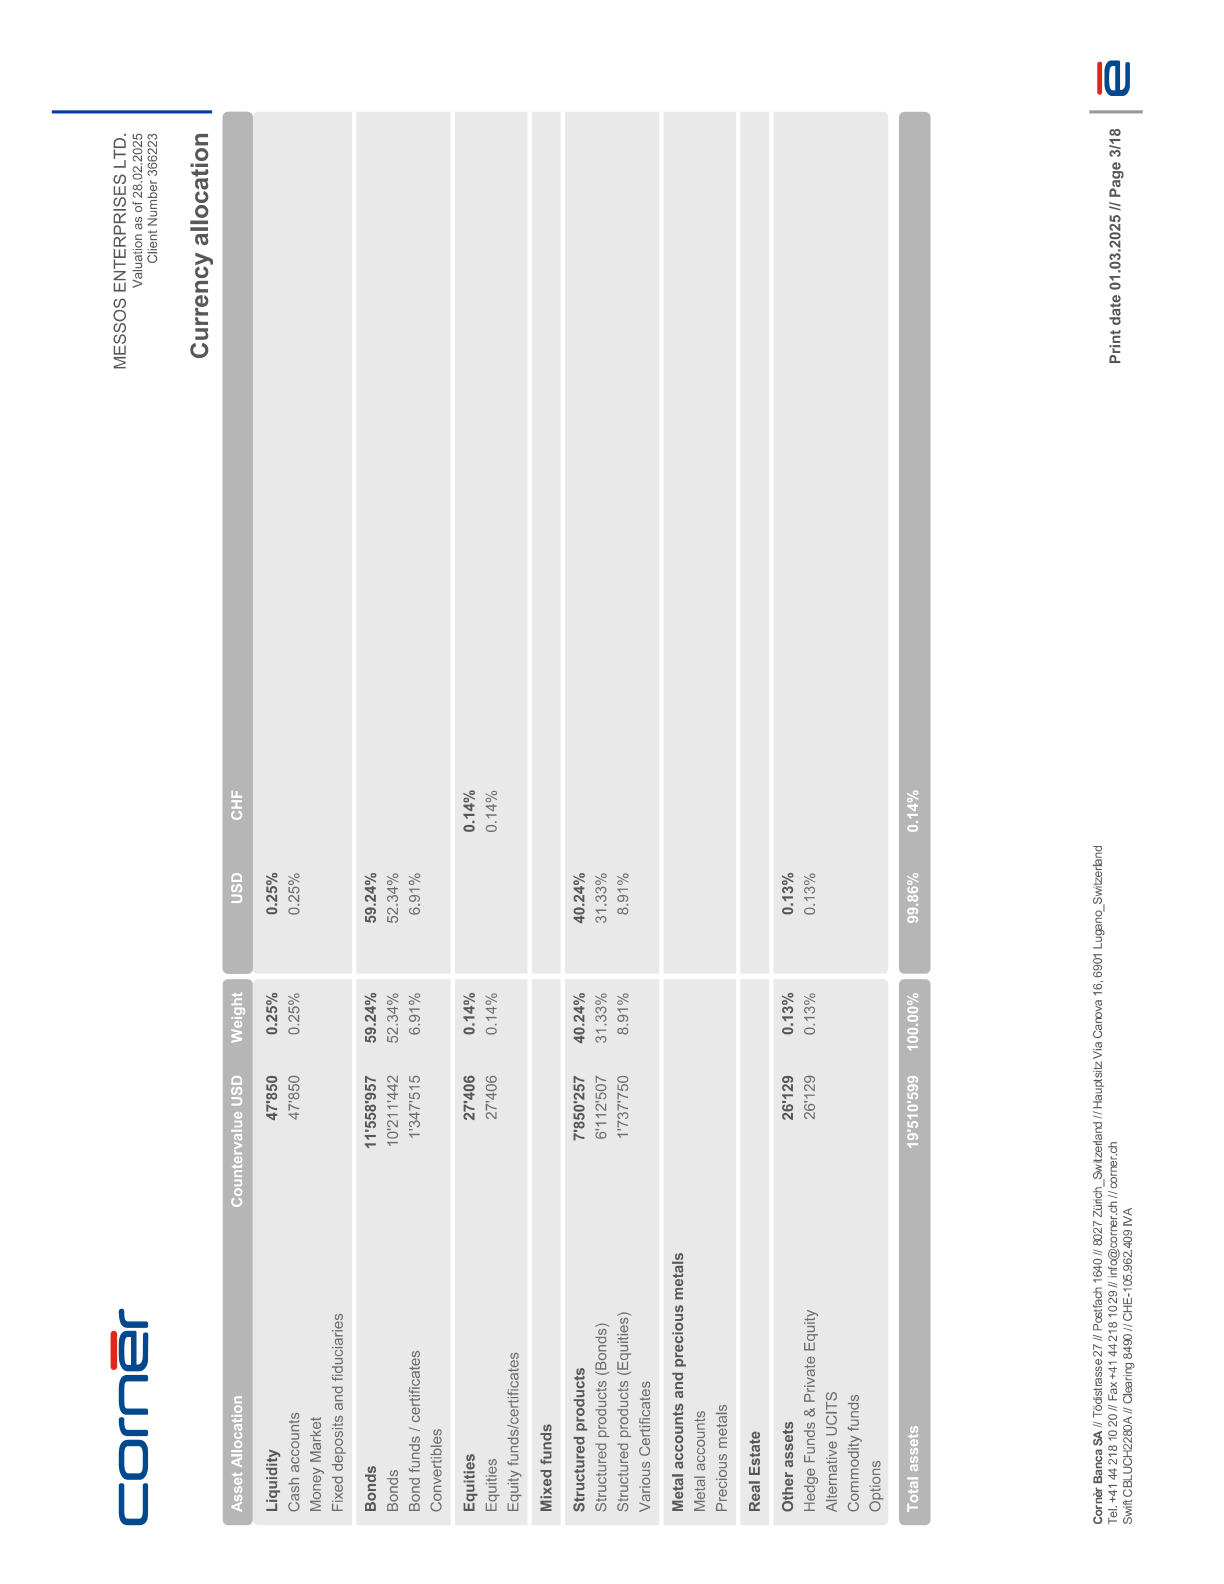 cornèr
MESSOS ENTERPRISES LTD.
Valuation as of 28.02.2025
Client Number 366223
Currency allocation
Asset Allocation Countervalue USD Weight USD CHF
Liquidity 47'850 0.25% 0.25%
Cash accounts 47'850 0.25% 0.25%
Money Market
Fixed deposits and fiduciaries
Bonds 11'558'957 59.24% 59.24%
Bonds 10'211'442 52.34% 52.34%
Bond funds / certificates 1'347'515 6.91% 6.91%
Convertibles
Equities 27'406 0.14% 0.14%
Equities 27'406 0.14% 0.14%
Equity funds/certificates
Mixed funds
Structured products 7'850'257 40.24% 40.24%
Structured products (Bonds) 6'112'507 31.33% 31.33%
Structured products (Equities) 1'737'750 8.91% 8.91%
Various Certificates
Metal accounts and precious metals
Metal accounts
Precious metals
Real Estate
Other assets 26'129 0.13% 0.13%
Hedge Funds & Private Equity 26'129 0.13% 0.13%
Alternative UCITS
Commodity funds
Options
Total assets 19'510'599 100.00% 99.86% 0.14%
Cornèr Banca SA // Tödistrasse 27 // Postfach 1640 // 8027 Zürich_Switzerland // Hauptsitz Via Canova 16, 6901 Lugano_Switzerland
Tel. +41 44 218 10 20 // Fax +41 44 218 10 29 // info@corner.ch // corner.ch
Swift CBLUCH2280A // Clearing 8490 // CHE-105.962.409 IVA
Print date 01.03.2025 // Page 3/18
è